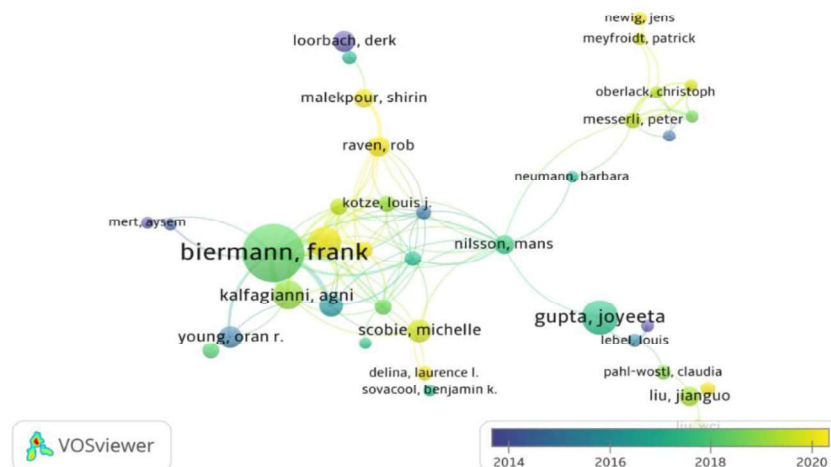 newig, jens
loorbach, derk
meyfroidt, patrick
malekpour, shirin
oberlack, christoph
messerli, peter
raven, rob
neumann, barbara
kotze, louis j.
mert, aysem
biermann, frank
nilsson, mans
kalfagianni, agni
gupta, joyeeta
young, oran r.
scobie, michelle
lebel, louis
delina, laurence l.
pahl-wostl, claudia
sovacool, benjamin k.
liu, jianguo
liu, wei
VOSviewer
2014 2016 2018 2020